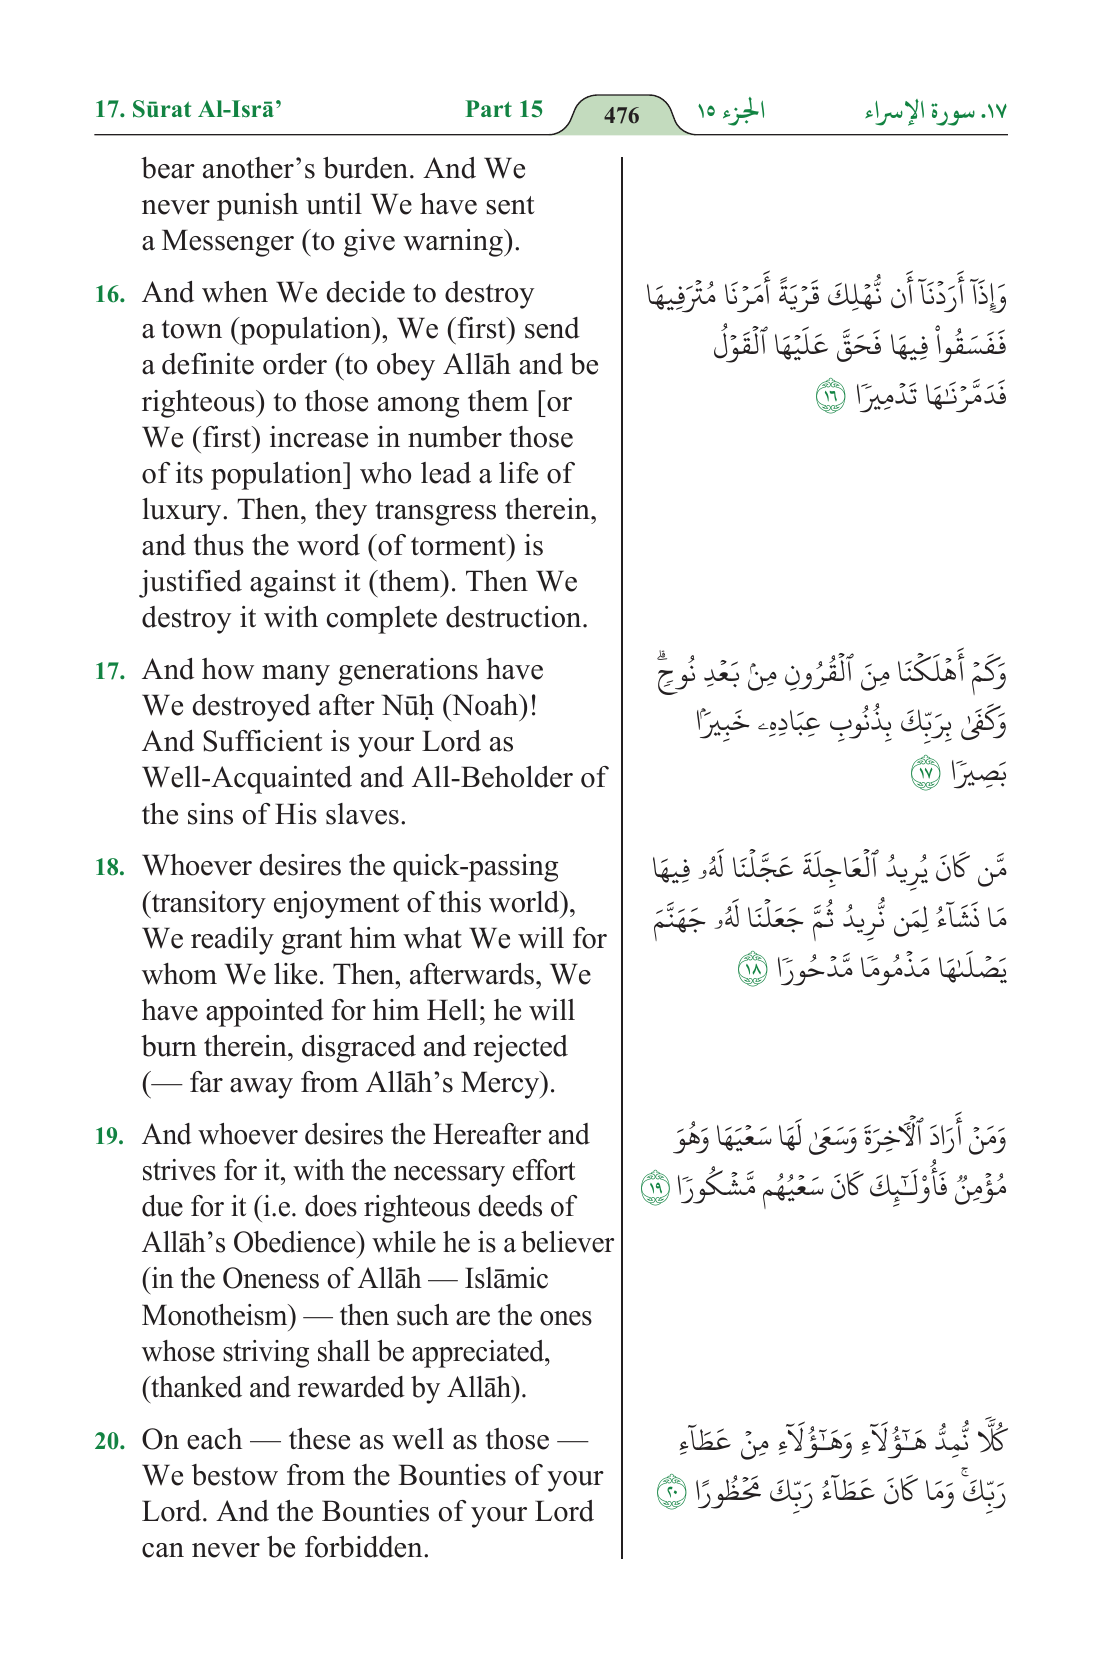 17. Sūrat Al-Isrā’ Part 15 476 الجزء ١٥ ١٧. سورة الإسراء
bear another’s burden. And We
never punish until We have sent
a Messenger (to give warning).
16. And when We decide to destroy
a town (population), We (first) send
a definite order (to obey Allāh and be
righteous) to those among them [or
We (first) increase in number those
of its population] who lead a life of
luxury. Then, they transgress therein,
and thus the word (of torment) is
justified against it (them). Then We
destroy it with complete destruction.
17. And how many generations have
We destroyed after Nūḥ (Noah)!
And Sufficient is your Lord as
Well-Acquainted and All-Beholder of
the sins of His slaves.
18. Whoever desires the quick-passing
(transitory enjoyment of this world),
We readily grant him what We will for
whom We like. Then, afterwards, We
have appointed for him Hell; he will
burn therein, disgraced and rejected
(— far away from Allāh’s Mercy).
19. And whoever desires the Hereafter and
strives for it, with the necessary effort
due for it (i.e. does righteous deeds of
Allāh’s Obedience) while he is a believer
(in the Oneness of Allāh — Islāmic
Monotheism) — then such are the ones
whose striving shall be appreciated,
(thanked and rewarded by Allāh).
20. On each — these as well as those —
We bestow from the Bounties of your
Lord. And the Bounties of your Lord
can never be forbidden.
وَإِذَآ أَرَدْنَآ أَن نُّهْلِكَ قَرْيَةً أَمَرْنَا مُتْرَفِيهَا
فَفَسَقُوا۟ فِيهَا فَحَقَّ عَلَيْهَا ٱلْقَوْلُ
فَدَمَّرْنَـٰهَا تَدْمِيرًا ١٦
وَكَمْ أَهْلَكْنَا مِنَ ٱلْقُرُونِ مِنۢ بَعْدِ نُوحٍ ۗ
وَكَفَىٰ بِرَبِّكَ بِذُنُوبِ عِبَادِهِۦ خَبِيرًۢا
بَصِيرًا ١٧
مَّن كَانَ يُرِيدُ ٱلْعَاجِلَةَ عَجَّلْنَا لَهُۥ فِيهَا
مَا نَشَآءُ لِمَن نُّرِيدُ ثُمَّ جَعَلْنَا لَهُۥ جَهَنَّمَ
يَصْلَىٰهَا مَذْمُومًا مَّدْحُورًا ١٨
وَمَنْ أَرَادَ ٱلْـَٔاخِرَةَ وَسَعَىٰ لَهَا سَعْيَهَا وَهُوَ
مُؤْمِنٌ فَأُو۟لَـٰٓئِكَ كَانَ سَعْيُهُم مَّشْكُورًا ١٩
كُلًّا نُّمِدُّ هَـٰٓؤُلَآءِ وَهَـٰٓؤُلَآءِ مِنْ عَطَآءِ
رَبِّكَ ۚ وَمَا كَانَ عَطَآءُ رَبِّكَ مَحْظُورًا ٢٠